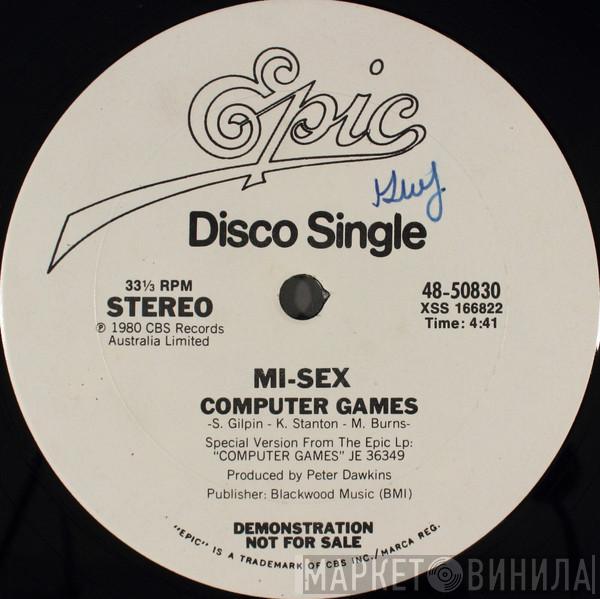 Epic
Disco Single
33⅓ RPM
STEREO
℗ 1980 CBS Records
Australia Limited
48-50830
XSS 166822
Time: 4:41
MI-SEX
COMPUTER GAMES
-S. Gilpin - K. Stanton - M. Burns-
Special Version From The Epic Lp:
"COMPUTER GAMES" JE 36349
Produced by Peter Dawkins
Publisher: Blackwood Music (BMI)
DEMONSTRATION
NOT FOR SALE
"EPIC" IS A TRADEMARK OF CBS INC./MARCA REG.
МАРКЕТ ВИНИЛА